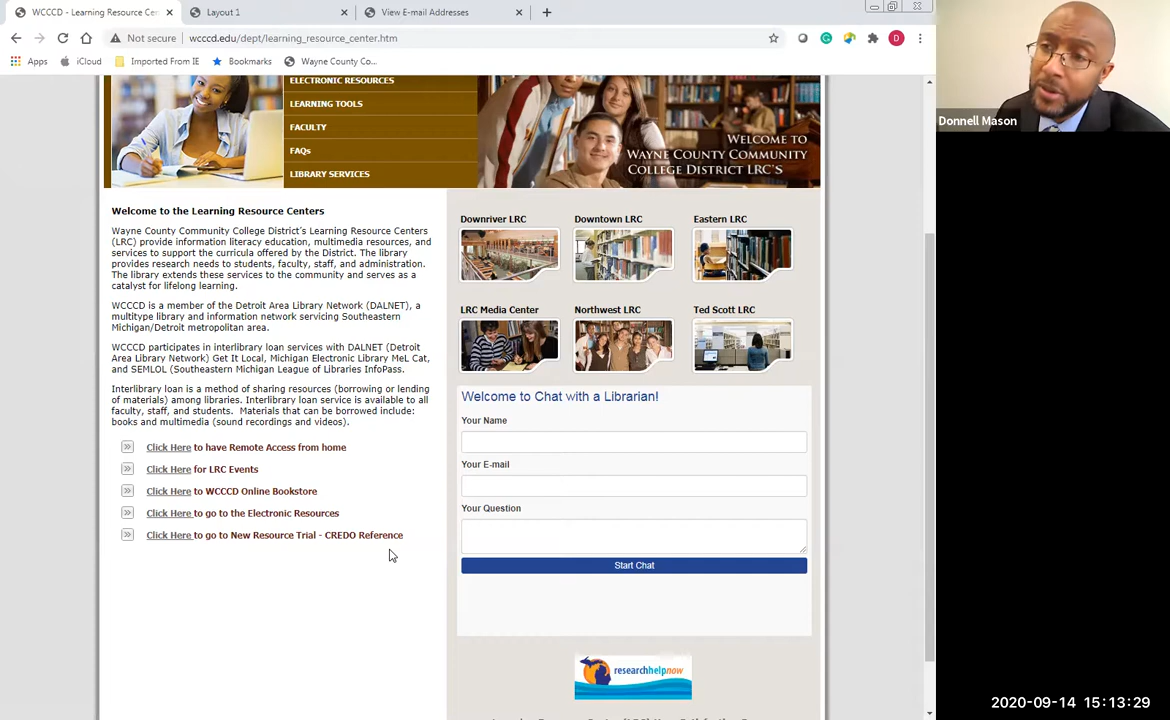 WCCCD - Learning Resource Cer
Layout 1
View E-mail Addresses
Not secure
wcccd.edu/dept/learning_resource_center.htm
D
Apps
iCloud
Imported From IE
Bookmarks
Wayne County Co...
Donnell Mason
ELECTRONIC RESOURCES
LEARNING TOOLS
FACULTY
FAQs
LIBRARY SERVICES
WELCOME TO
WAYNE COUNTY COMMUNITY
COLLEGE DISTRICT LRC'S
Welcome to the Learning Resource Centers
Wayne County Community College District's Learning Resource Centers
(LRC) provide information literacy education, multimedia resources, and
services to support the curricula offered by the District. The library
provides research needs to students, faculty, staff, and administration.
The library extends these services to the community and serves as a
catalyst for lifelong learning.
WCCCD is a member of the Detroit Area Library Network (DALNET), a
multitype library and information network servicing Southeastern
Michigan/Detroit metropolitan area.
WCCCD participates in interlibrary loan services with DALNET (Detroit
Area Library Network) Get It Local, Michigan Electronic Library MeL Cat,
and SEMLOL (Southeastern Michigan League of Libraries InfoPass.
Interlibrary loan is a method of sharing resources (borrowing or lending
of materials) among libraries. Interlibrary loan service is available to all
faculty, staff, and students. Materials that can be borrowed include:
books and multimedia (sound recordings and videos).
Click Here to have Remote Access from home
Click Here for LRC Events
Click Here to WCCCD Online Bookstore
Click Here to go to the Electronic Resources
Click Here to go to New Resource Trial - CREDO Reference
Downriver LRC
Downtown LRC
Eastern LRC
LRC Media Center
Northwest LRC
Ted Scott LRC
Welcome to Chat with a Librarian!
Your Name
Your E-mail
Your Question
Start Chat
researchhelpnow
2020-09-14 15:13:29